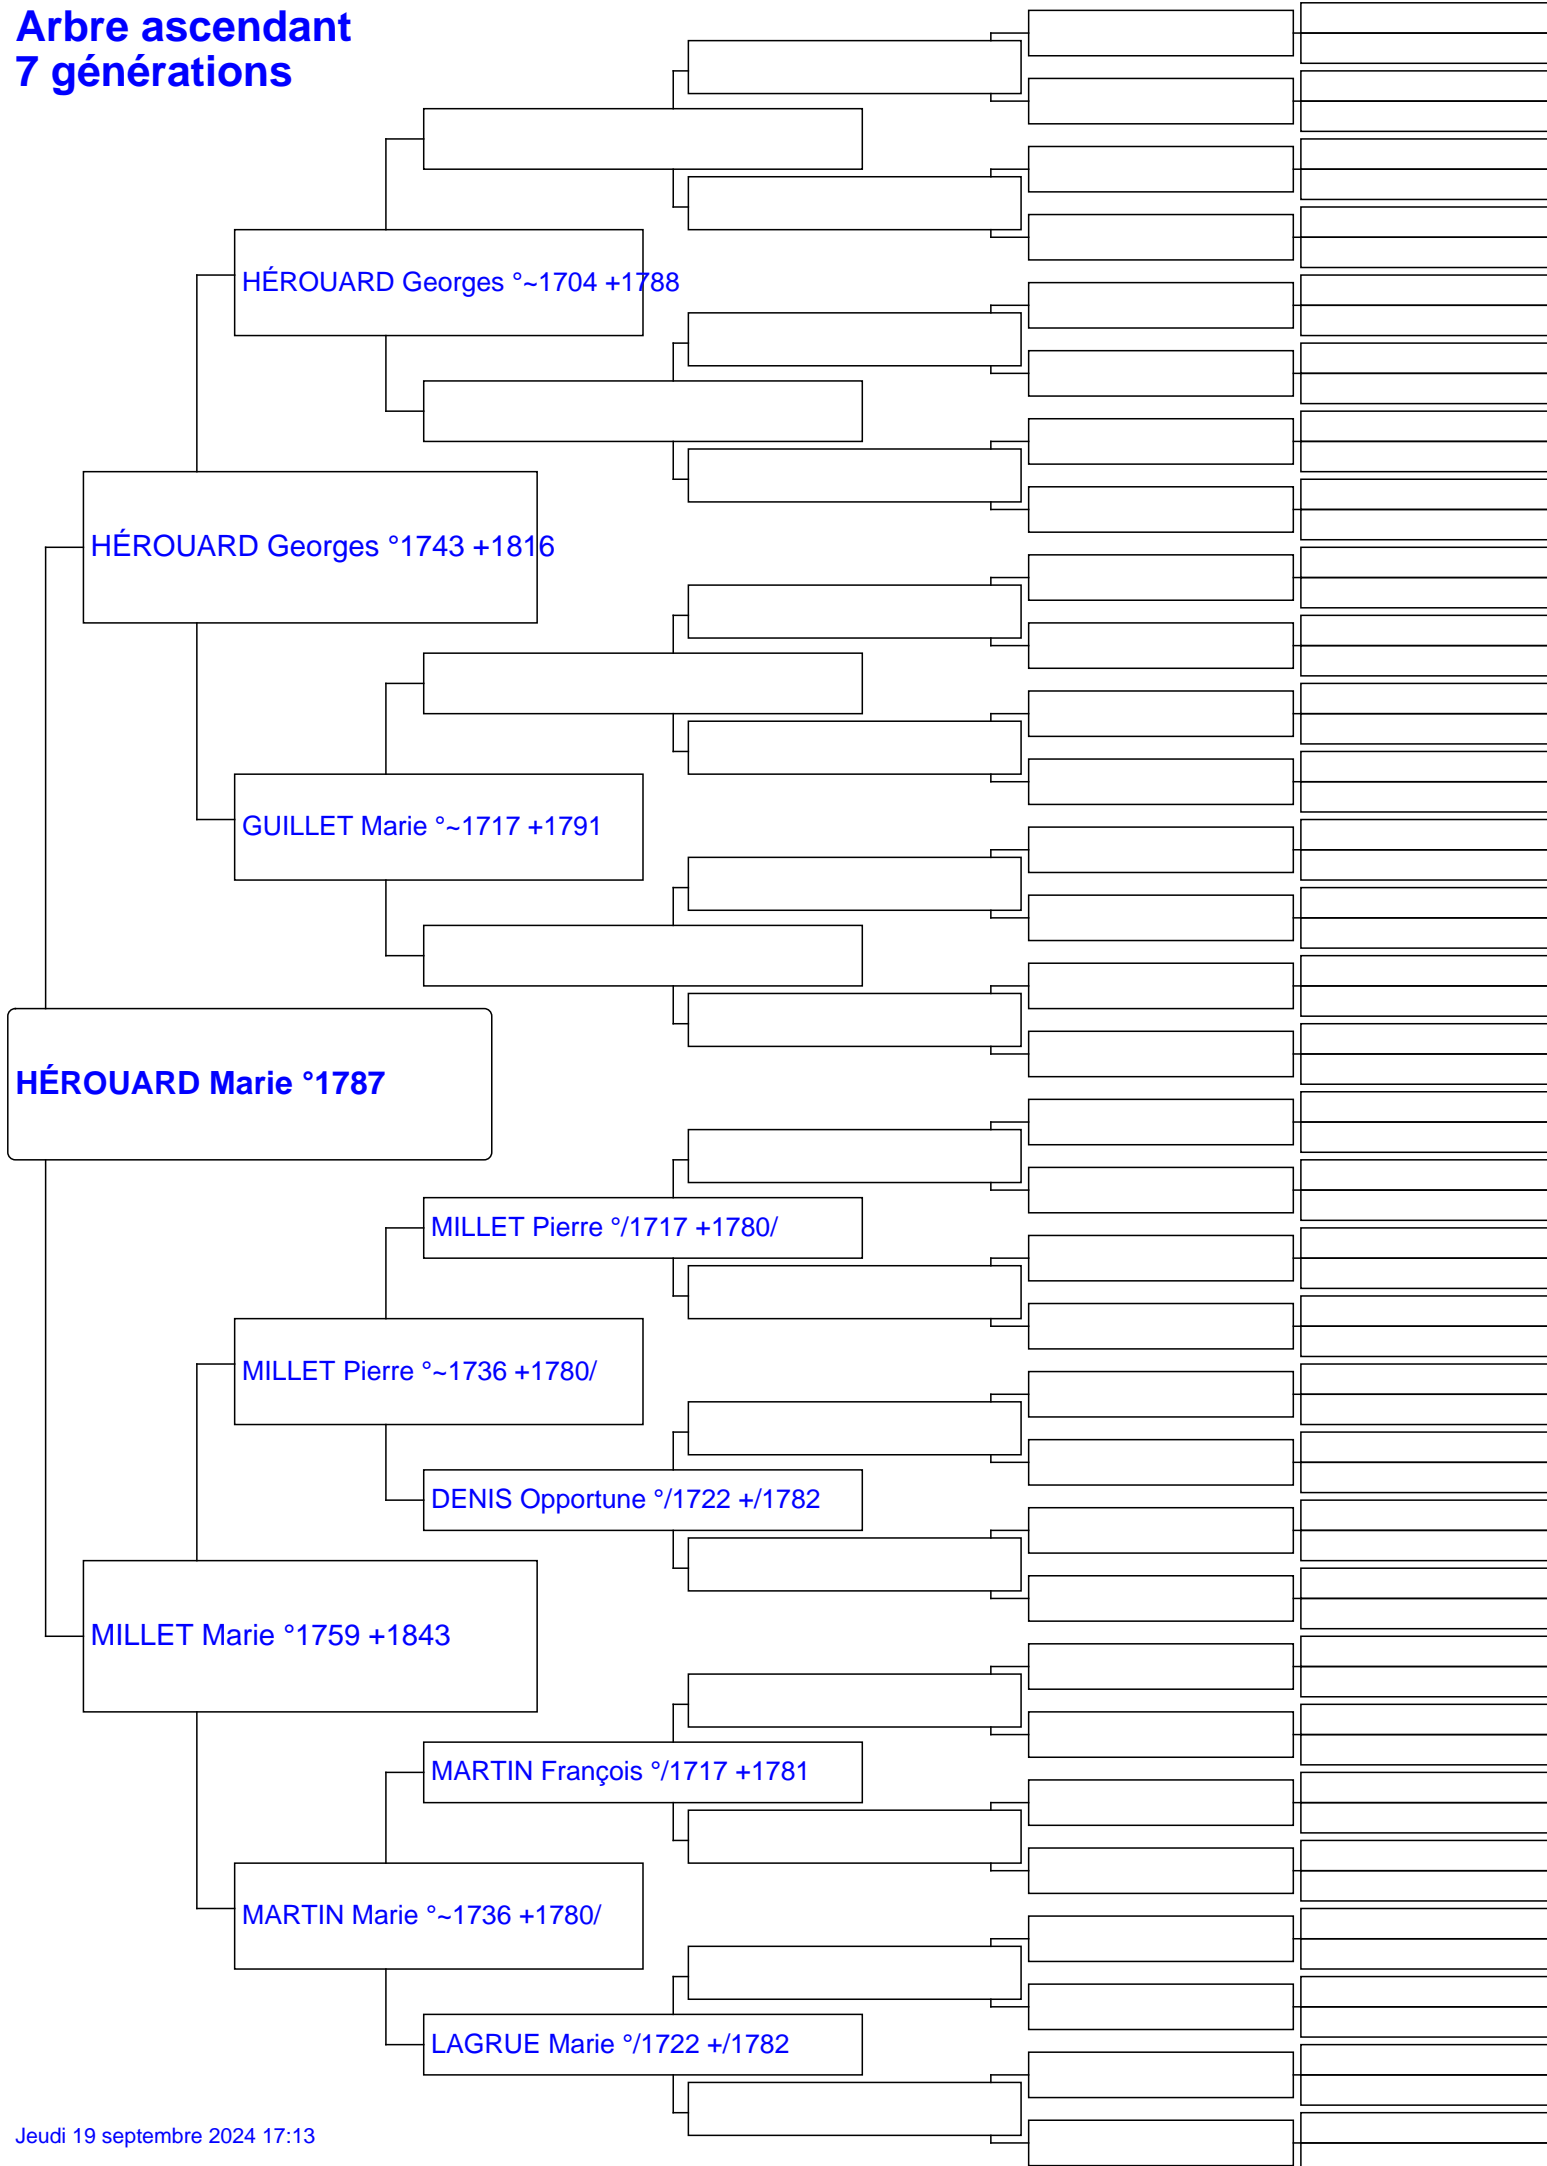 Arbre ascendant
7 générations
HÉROUARD Georges °~1704 +1788
HÉROUARD Georges °1743 +1816
GUILLET Marie °~1717 +1791
HÉROUARD Marie °1787
MILLET Pierre °/1717 +1780/
MILLET Pierre °~1736 +1780/
DENIS Opportune °/1722 +/1782
MILLET Marie °1759 +1843
MARTIN François °/1717 +1781
MARTIN Marie °~1736 +1780/
LAGRUE Marie °/1722 +/1782
Jeudi 19 septembre 2024 17:13